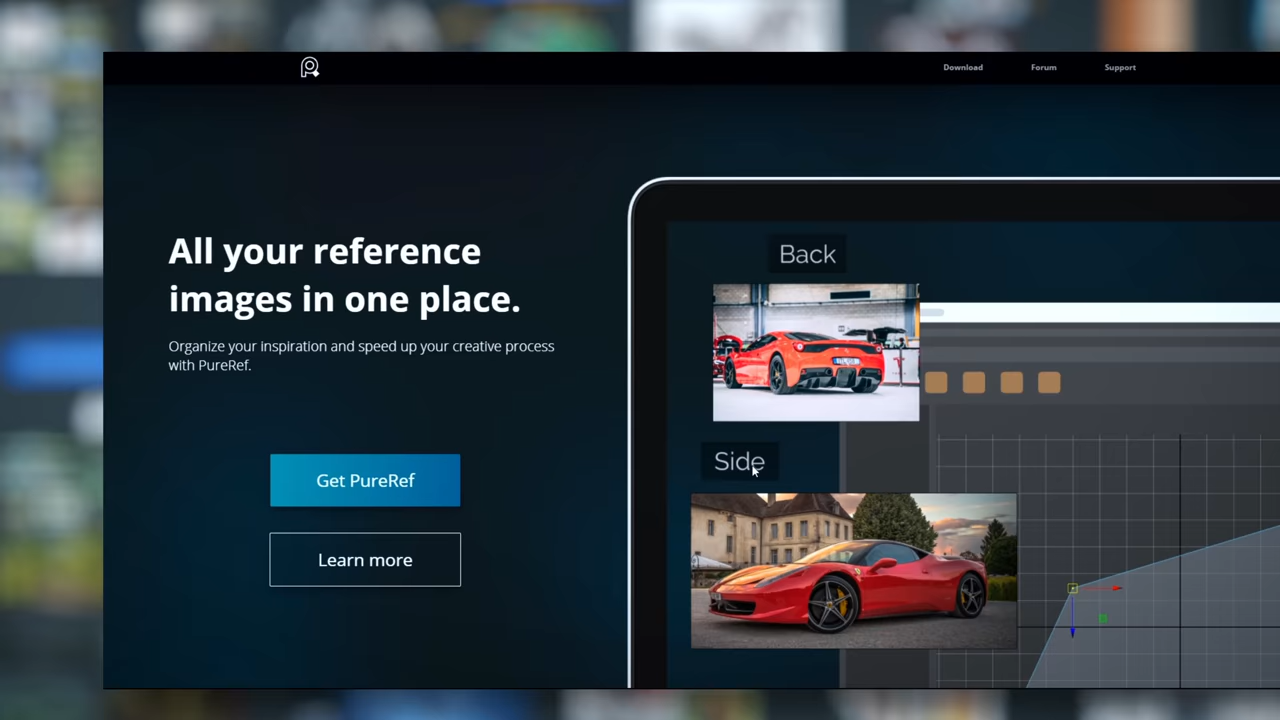 Download Forum Support
All your reference
images in one place.
Organize your inspiration and speed up your creative process
with PureRef.
Get PureRef
Learn more
Back
Side